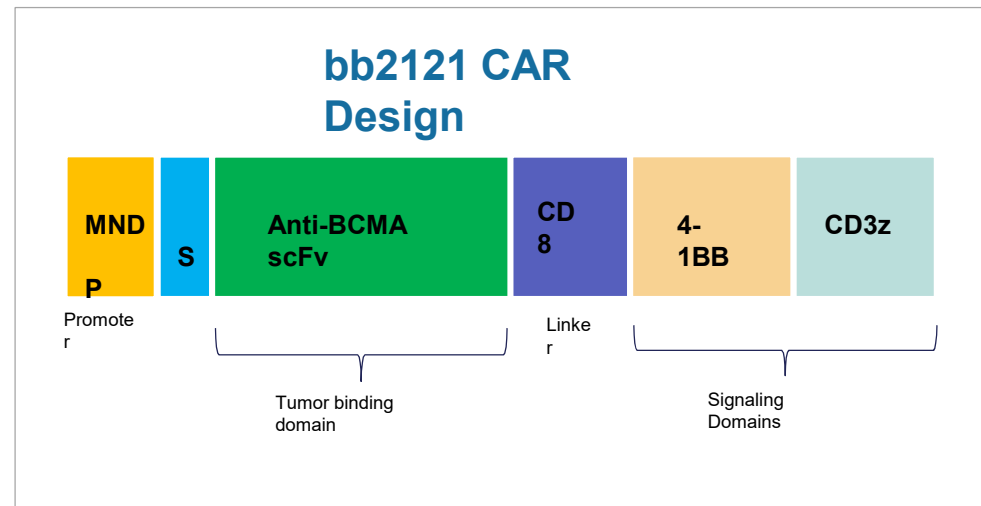 bb2121 CAR
Design
MND
P
S
Anti-BCMA
scFv
CD
8
4-
1BB
CD3z
Promote
r
Linke
r
Tumor binding
domain
Signaling
Domains